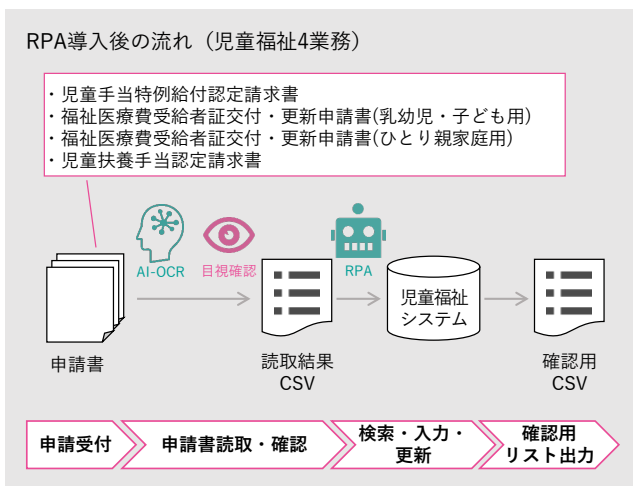 RPA導入後の流れ（児童福祉4業務）
・児童手当特例給付認定請求書
・福祉医療費受給者証交付・更新申請書(乳幼児・子ども用)
・福祉医療費受給者証交付・更新申請書(ひとり親家庭用)
・児童扶養手当認定請求書
AI-OCR
目視確認
RPA
児童福祉
システム
申請書
読取結果
CSV
確認用
CSV
申請受付
申請書読取・確認
検索・入力・
更新
確認用
リスト出力